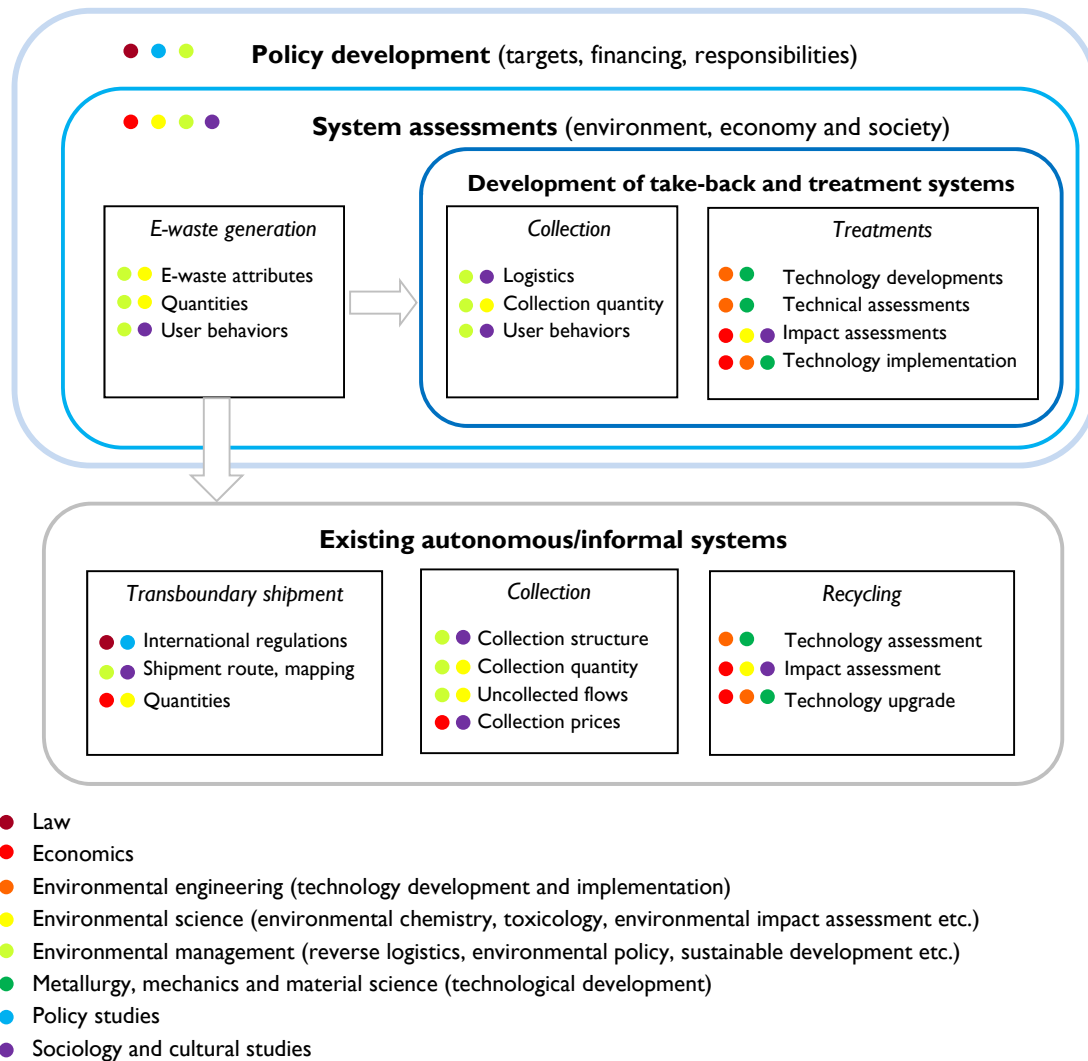 Policy development (targets, financing, responsibilities)
System assessments (environment, economy and society)
Development of take-back and treatment systems
E-waste generation
E-waste attributes
Quantities
User behaviors
Collection
Logistics
Collection quantity
User behaviors
Treatments
Technology developments
Technical assessments
Impact assessments
Technology implementation
Existing autonomous/informal systems
Transboundary shipment
International regulations
Shipment route, mapping
Quantities
Collection
Collection structure
Collection quantity
Uncollected flows
Collection prices
Recycling
Technology assessment
Impact assessment
Technology upgrade
Law
Economics
Environmental engineering (technology development and implementation)
Environmental science (environmental chemistry, toxicology, environmental impact assessment etc.)
Environmental management (reverse logistics, environmental policy, sustainable development etc.)
Metallurgy, mechanics and material science (technological development)
Policy studies
Sociology and cultural studies